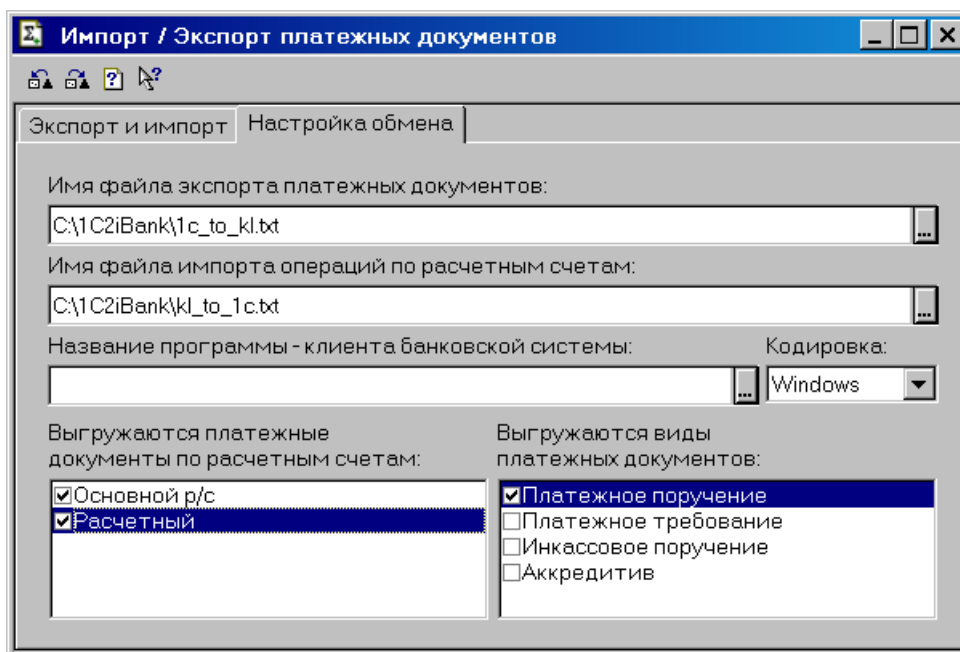 Импорт / Экспорт платежных документов
Экспорт и импорт
Настройка обмена
Имя файла экспорта платежных документов:
C:\1C2iBank\1c_to_kl.txt
...
Имя файла импорта операций по расчетным счетам:
C:\1C2iBank\kl_to_1c.txt
...
Название программы - клиента банковской системы:
Кодировка:
...
Windows
Выгружаются платежные
документы по расчетным счетам:
Основной р/с
Расчетный
Выгружаются виды
платежных документов:
Платежное поручение
Платежное требование
Инкассовое поручение
Аккредитив